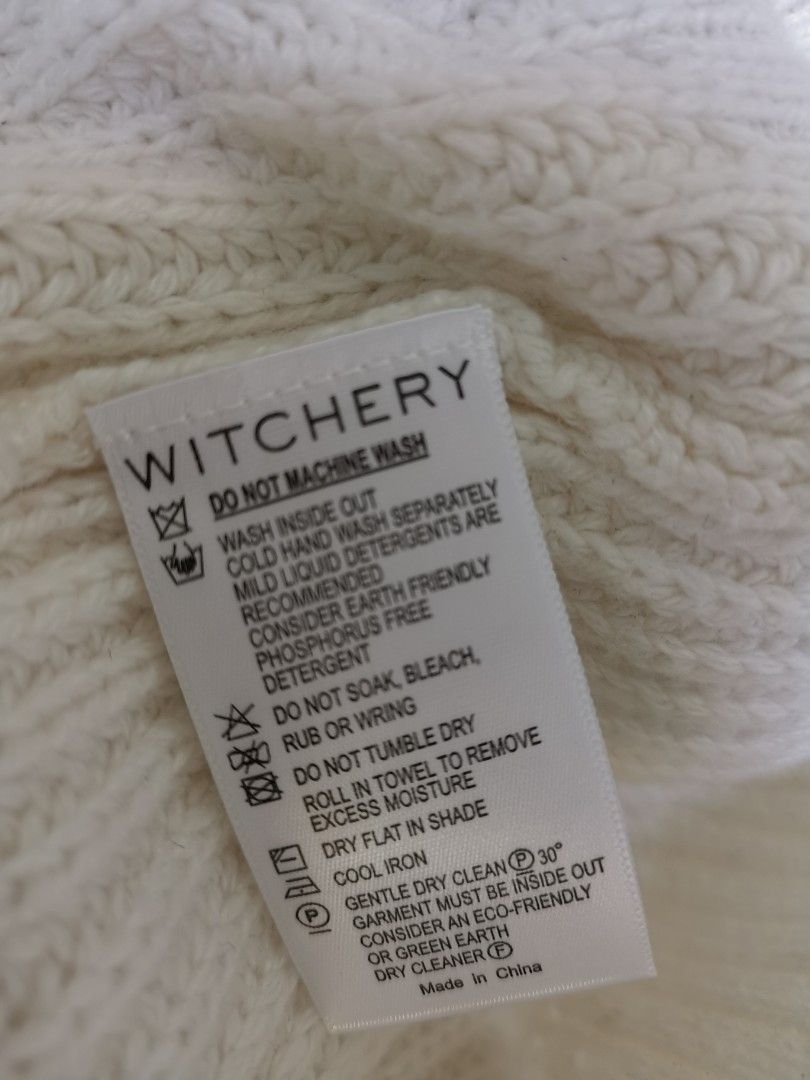 WITCHERY
DO NOT MACHINE WASH
WASH INSIDE OUT
COLD HAND WASH SEPARATELY
MILD LIQUID DETERGENTS ARE
RECOMMENDED
CONSIDER EARTH FRIENDLY
PHOSPHORUS FREE
DETERGENT
DO NOT SOAK, BLEACH,
RUB OR WRING
DO NOT TUMBLE DRY
ROLL IN TOWEL TO REMOVE
EXCESS MOISTURE
DRY FLAT IN SHADE
COOL IRON
P GENTLE DRY CLEAN P 30°
GARMENT MUST BE INSIDE OUT
CONSIDER AN ECO-FRIENDLY
OR GREEN EARTH
DRY CLEANER F
Made in China